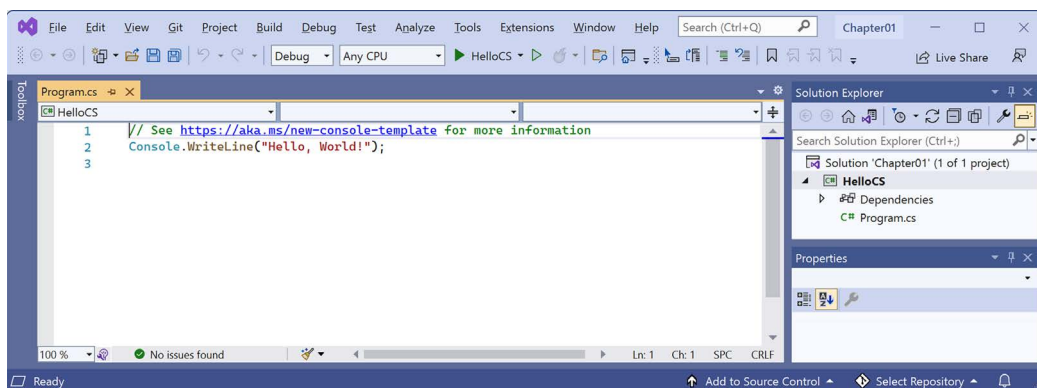 File Edit View Git Project Build Debug Test Analyze Tools Extensions Window Help Search (Ctrl+Q) Chapter01
Debug Any CPU HelloCS Live Share
Toolbox
Program.cs
HelloCS
1 // See https://aka.ms/new-console-template for more information
2 Console.WriteLine("Hello, World!");
3
100 % No issues found Ln: 1 Ch: 1 SPC CRLF
Solution Explorer
Search Solution Explorer (Ctrl+;)
Solution 'Chapter01' (1 of 1 project)
C# HelloCS
Dependencies
C# Program.cs
Properties
Ready Add to Source Control Select Repository